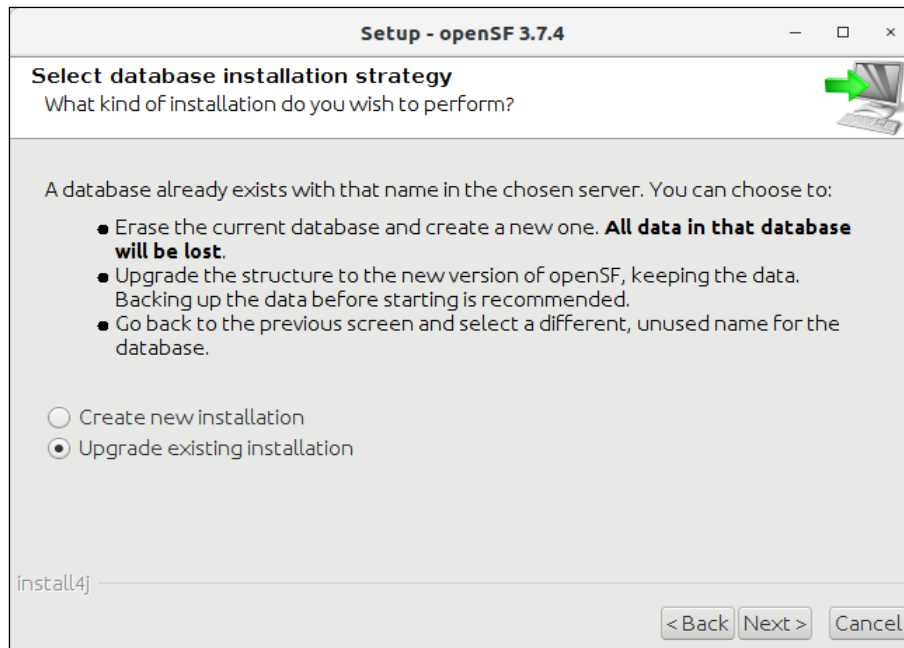 Setup - openSF 3.7.4
Select database installation strategy
What kind of installation do you wish to perform?
A database already exists with that name in the chosen server. You can choose to:
● Erase the current database and create a new one. All data in that database
will be lost.
● Upgrade the structure to the new version of openSF, keeping the data.
Backing up the data before starting is recommended.
● Go back to the previous screen and select a different, unused name for the
database.
Create new installation
Upgrade existing installation
install4j
< Back Next > Cancel